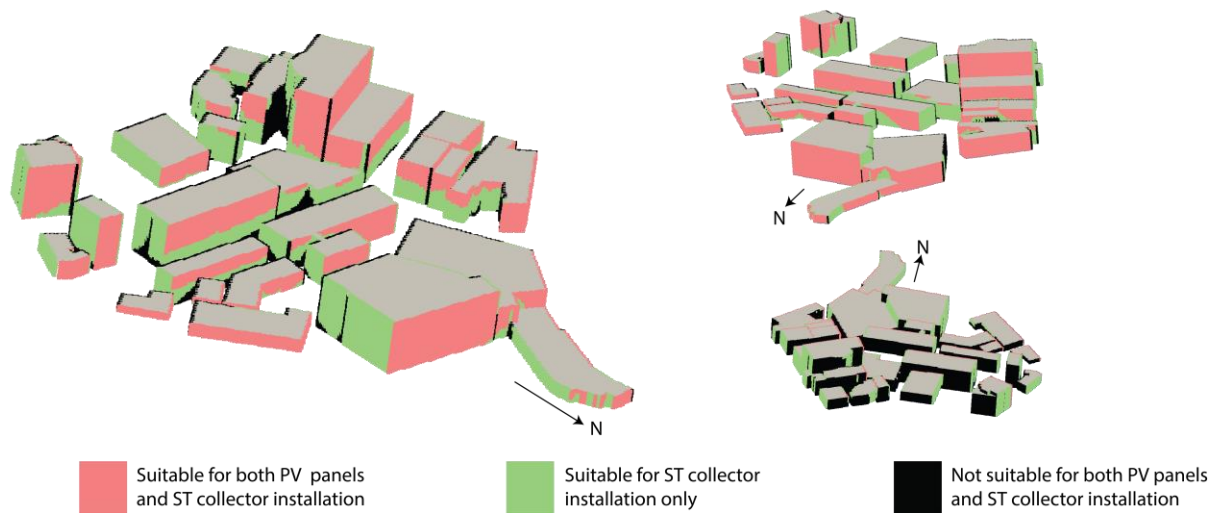 N
N
N
Suitable for both PV panels
and ST collector installation
Suitable for ST collector
installation only
Not suitable for both PV panels
and ST collector installation